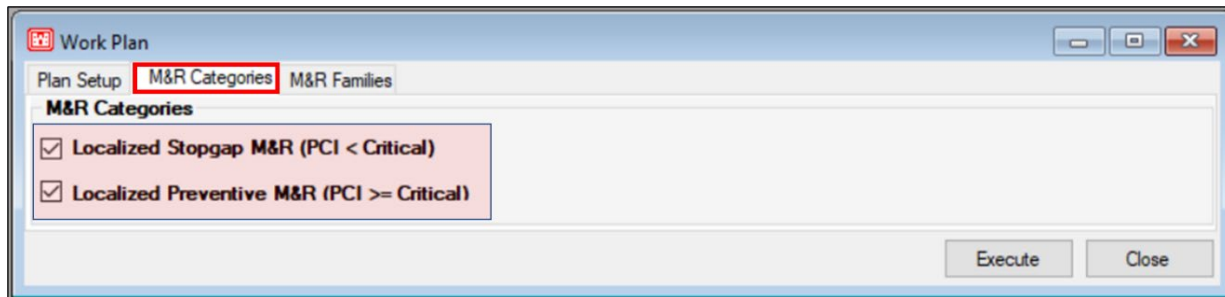 Work Plan
Plan Setup M&R Categories M&R Families
M&R Categories
Localized Stopgap M&R (PCI < Critical)
Localized Preventive M&R (PCI >= Critical)
Execute Close